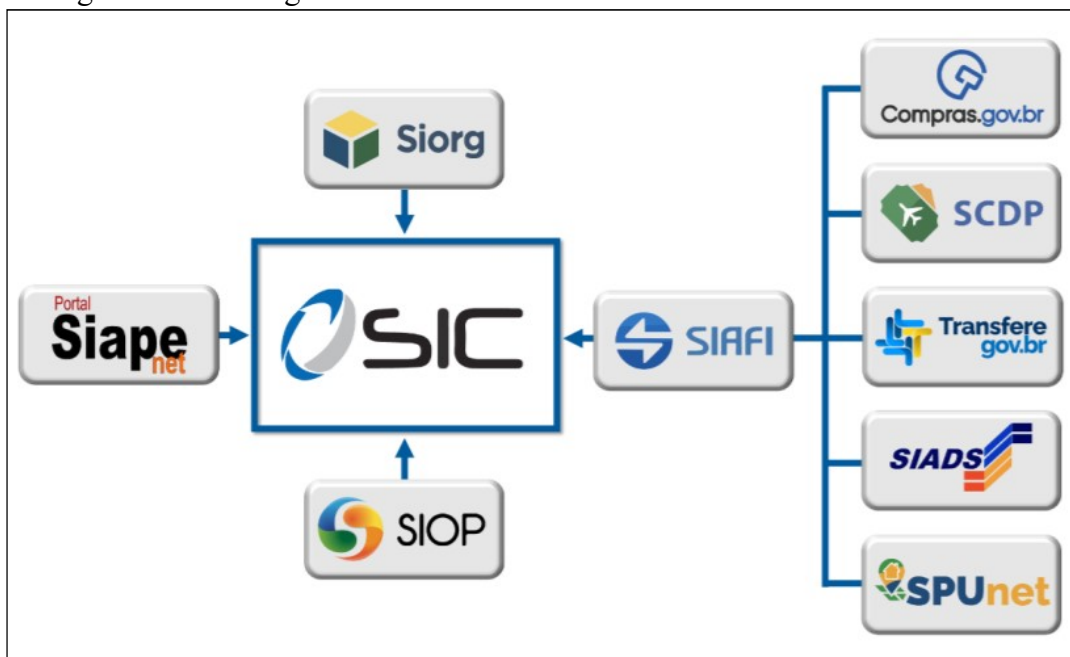 Siorg
Portal
Siape
net
SIC
SIAFI
SIOP
Compras.gov.br
SCDP
Transfere
gov.br
SIADS
SPUnet